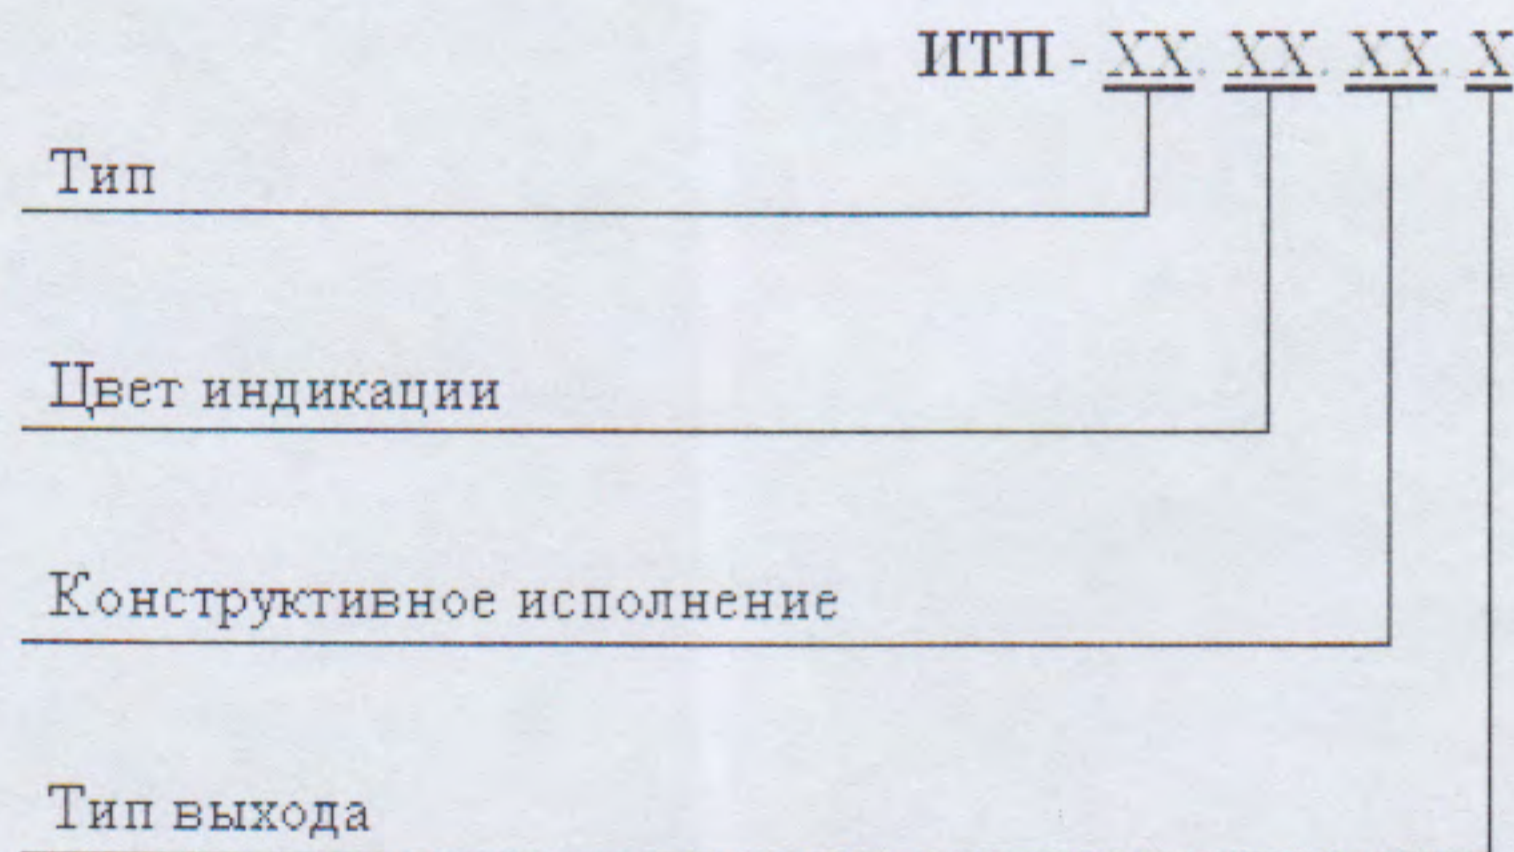 ИТП - XX. XX. XX. X
Тип
Цвет индикации
Конструктивное исполнение
Тип выхода